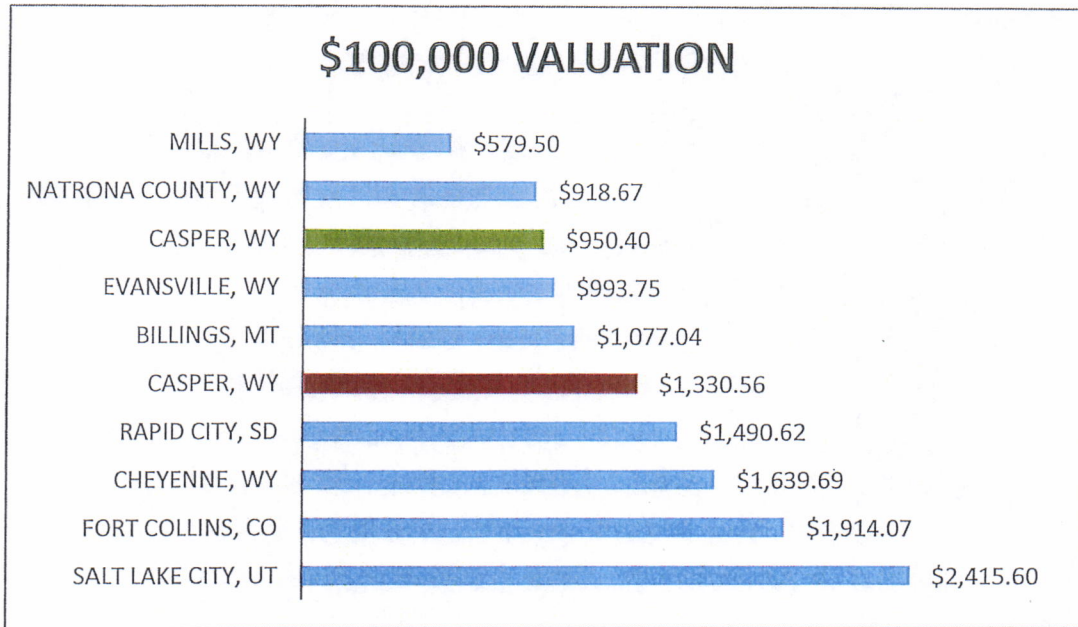 $100,000 VALUATION
MILLS, WY $579.50
NATRONA COUNTY, WY $918.67
CASPER, WY $950.40
EVANSVILLE, WY $993.75
BILLINGS, MT $1,077.04
CASPER, WY $1,330.56
RAPID CITY, SD $1,490.62
CHEYENNE, WY $1,639.69
FORT COLLINS, CO $1,914.07
SALT LAKE CITY, UT $2,415.60